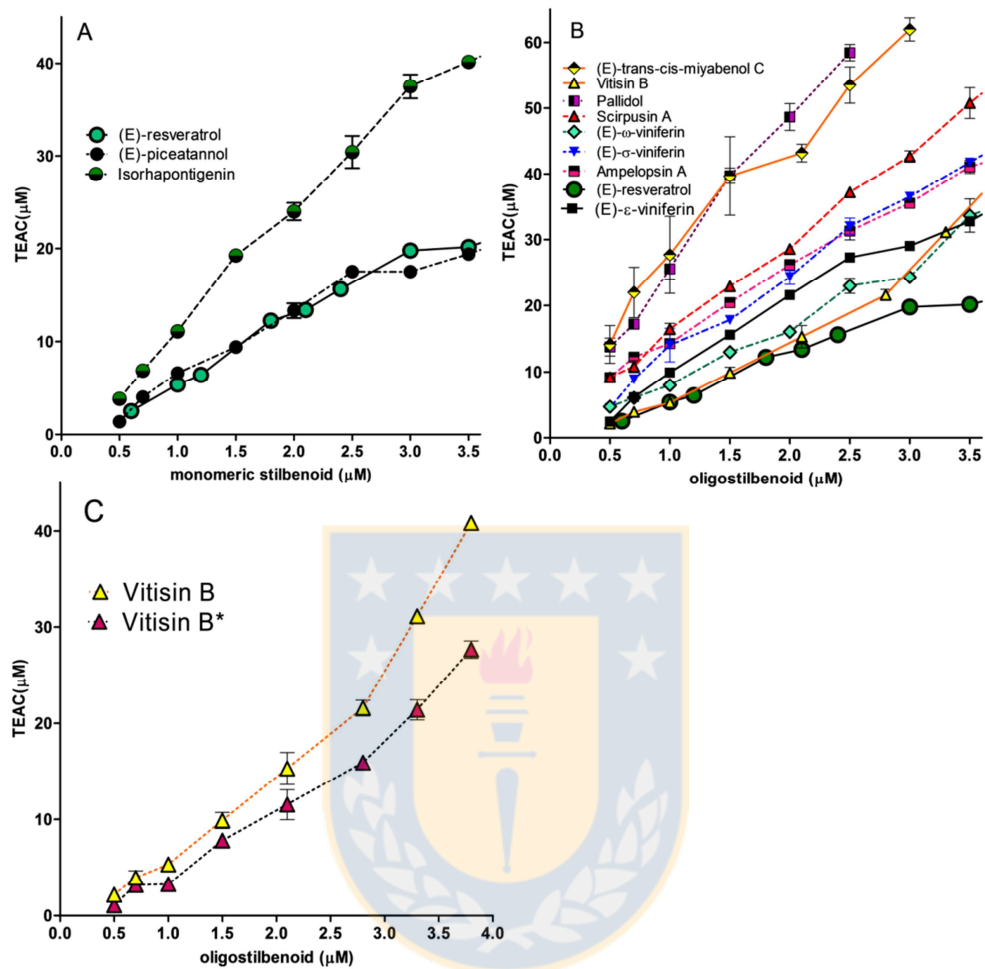 A
TEAC(μM)
40
30
20
10
0
(E)-resveratrol
(E)-piceatannol
Isorhapontigenin
0.0 0.5 1.0 1.5 2.0 2.5 3.0 3.5
monomeric stilbenoid (μM)
B
TEAC(μM)
60
50
40
30
20
10
0
(E)-trans-cis-miyabenol C
Vitisin B
Pallidol
Scirpusin A
(E)-ω-viniferin
(E)-σ-viniferin
Ampelopsin A
(E)-resveratrol
(E)-ε-viniferin
0.0 0.5 1.0 1.5 2.0 2.5 3.0 3.5
oligostilbenoid (μM)
C
TEAC(μM)
40
30
20
10
0
Vitisin B
Vitisin B*
0.0 0.5 1.0 1.5 2.0 2.5 3.0 3.5 4.0
oligostilbenoid (μM)